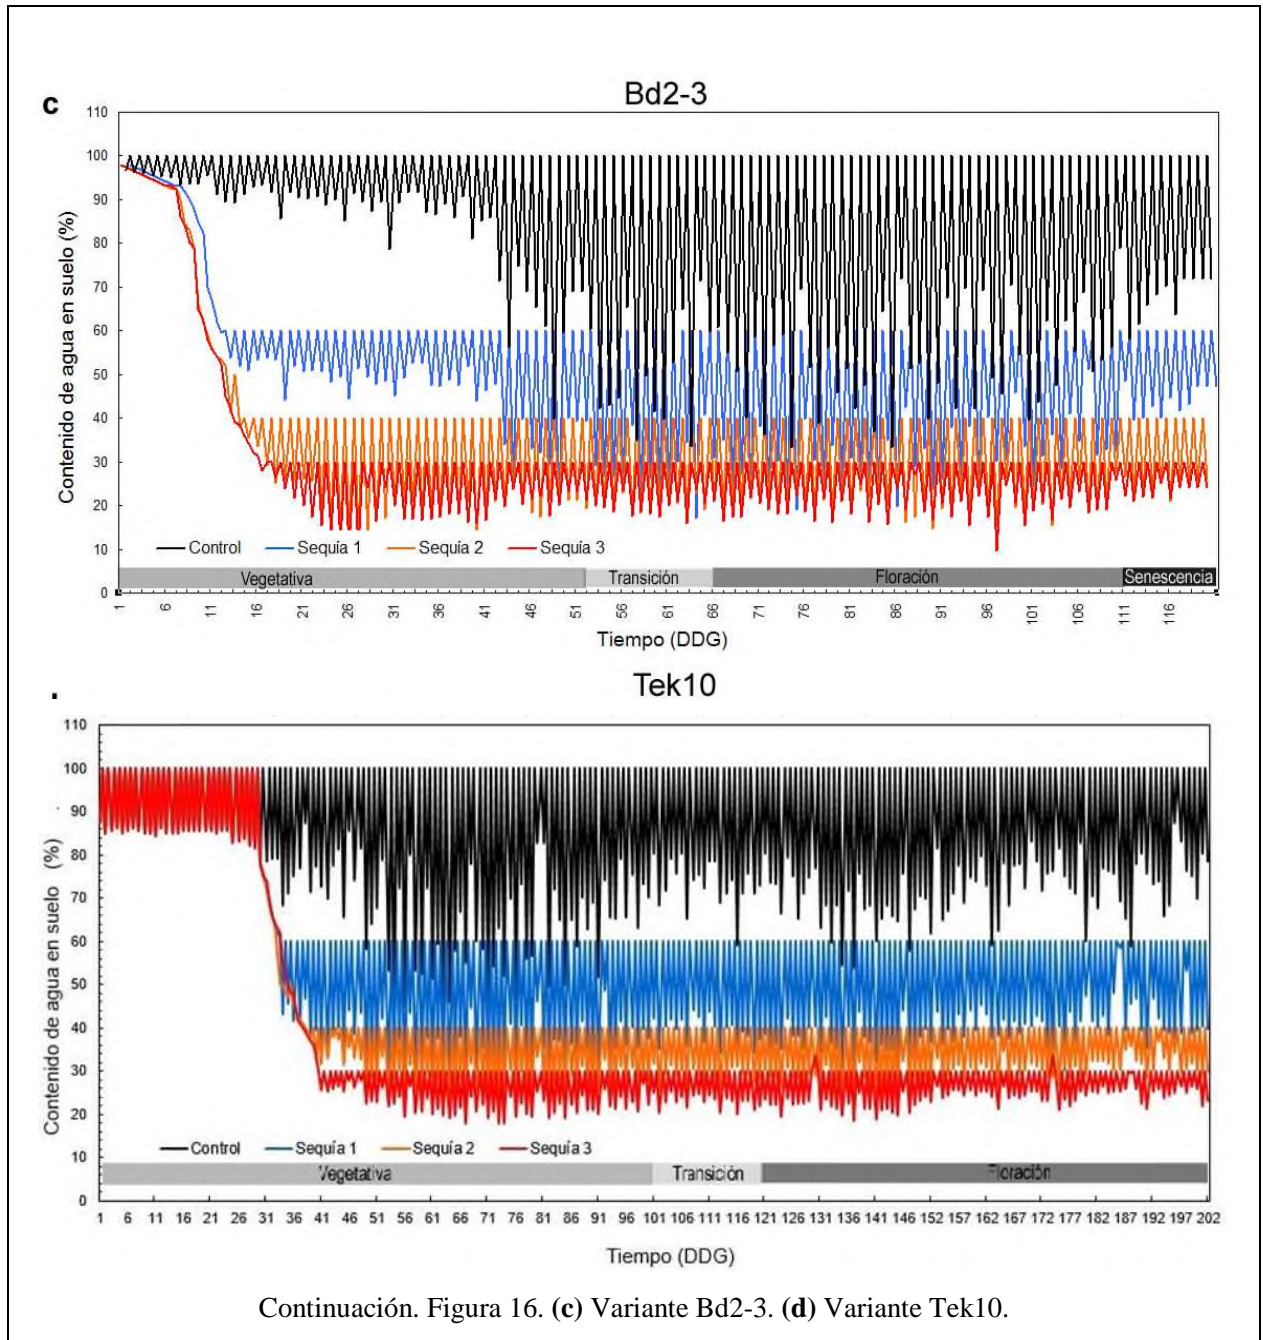 c
Bd2-3
110
100
90
80
70
60
50
40
30
20
10
0
Contenido de agua en suelo (%)
Control Sequía 1 Sequía 2 Sequía 3
Vegetativa Transición Floración Senescencia
1 6 11 16 21 26 31 36 41 46 51 56 61 66 71 76 81 86 91 96 101 106 111 116
Tiempo (DDG)
Tek10
110
100
90
80
70
60
50
40
30
20
10
0
Contenido de agua en suelo (%)
Control Sequía 1 Sequía 2 Sequía 3
Vegetativa Transición Floración
1 6 11 16 21 26 31 36 41 46 51 56 61 66 71 76 81 86 91 96 101 106 111 116 121 126 131 136 141 146 152 157 162 167 172 177 182 187 192 197 202
Tiempo (DDG)
Continuación. Figura 16. (c) Variante Bd2-3. (d) Variante Tek10.